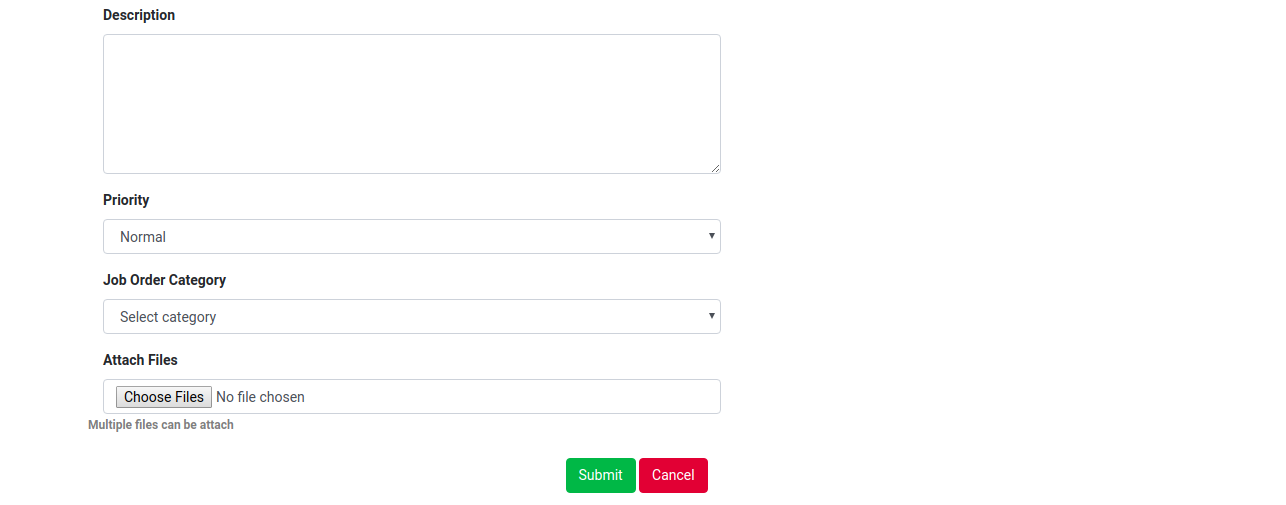 Description
Priority
Normal
Job Order Category
Select category
Attach Files
Choose Files No file chosen
Multiple files can be attach
Submit Cancel